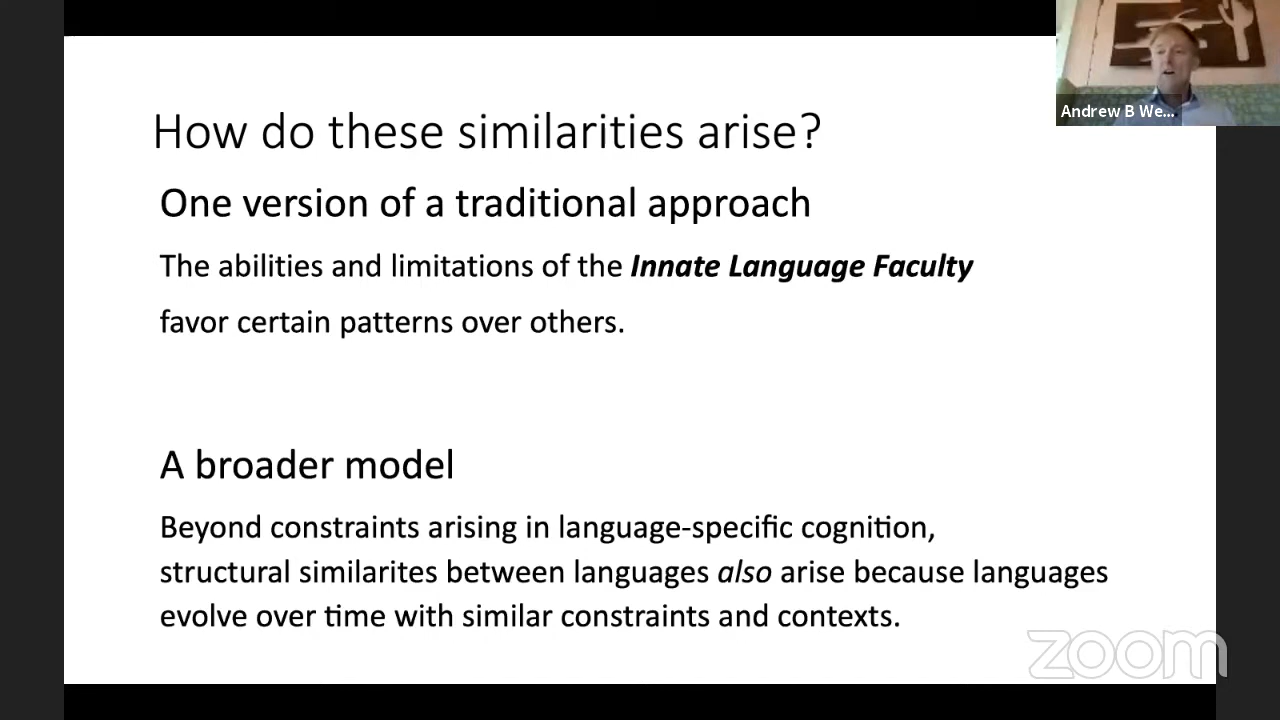 How do these similarities arise?
One version of a traditional approach
The abilities and limitations of the Innate Language Faculty
favor certain patterns over others.
A broader model
Beyond constraints arising in language-specific cognition,
structural similarites between languages also arise because languages
evolve over time with similar constraints and contexts.
Andrew B We...
zoom